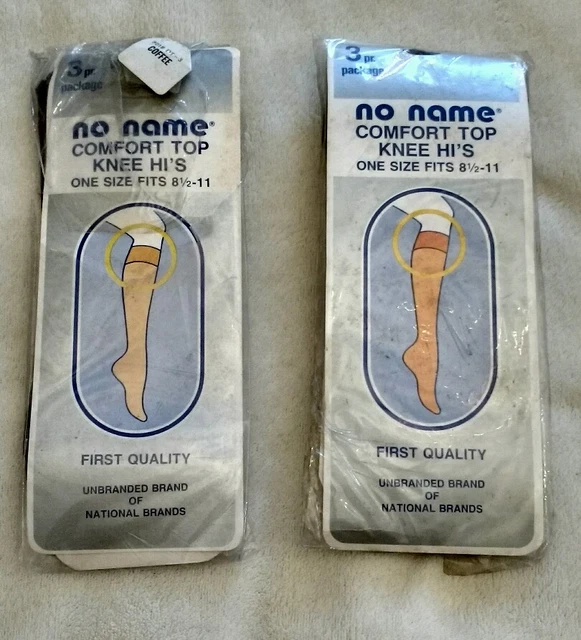 COFFEE
3 pc
package
no name®
COMFORT TOP
KNEE HI'S
ONE SIZE FITS 8½-11
FIRST QUALITY
UNBRANDED BRAND
OF
NATIONAL BRANDS
3 pc
package
no name®
COMFORT TOP
KNEE HI'S
ONE SIZE FITS 8½-11
FIRST QUALITY
UNBRANDED BRAND
OF
NATIONAL BRANDS